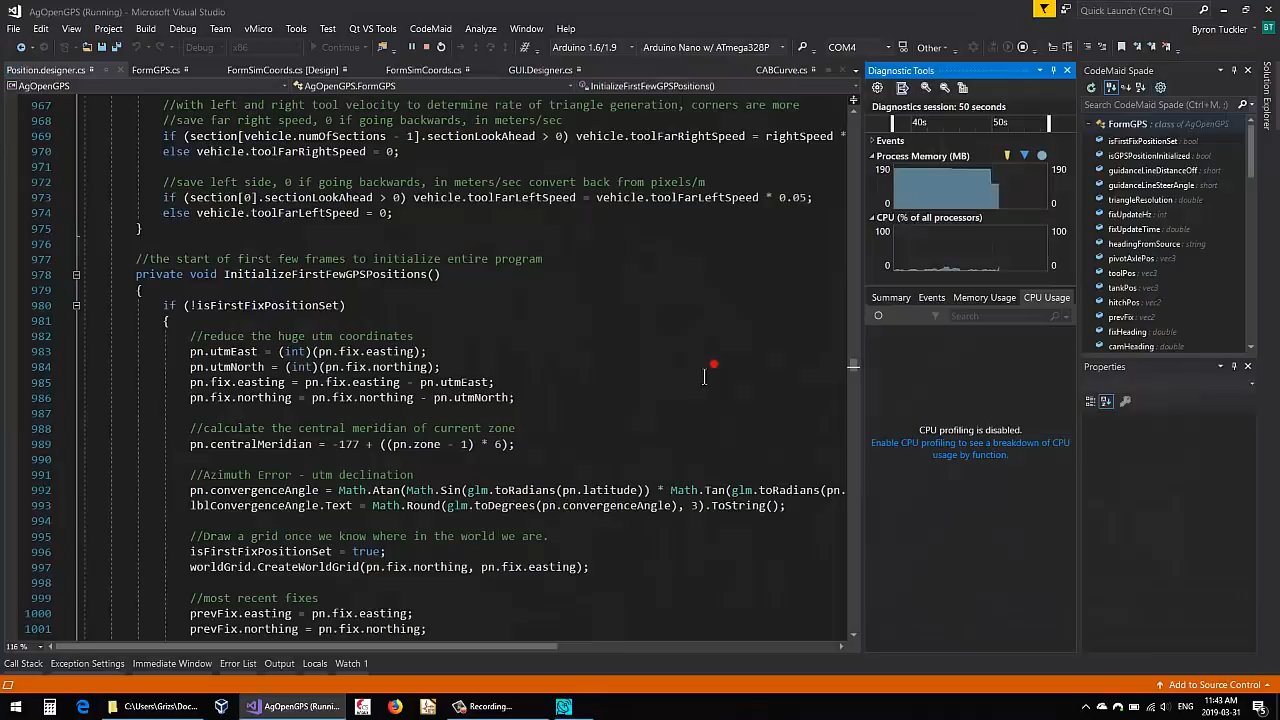 AgOpenGPS (Running) - Microsoft Visual Studio
Quick Launch (Ctrl+Q)
File Edit View Project Build Debug Team vMicro Tools Test Qt VS Tools CodeMaid Analyze Window Help
Byron Tuckler BT
Debug x86 Continue Arduino 1.6/1.9 Arduino Nano w/ ATmega328P COM4 Other
Position.designer.cs FormGPS.cs FormSimCoords.cs [Design] FormSimCoords.cs GUI.Designer.cs CABCurve.cs
AgOpenGPS AgOpenGPS.FormGPS InitializeFirstFewGPSPositions()
967 //with left and right tool velocity to determine rate of triangle generation, corners are more
968 //save far right speed, 0 if going backwards, in meters/sec
969 if (section[vehicle.numOfSections - 1].sectionLookAhead > 0) vehicle.toolFarRightSpeed = rightSpeed *
970 else vehicle.toolFarRightSpeed = 0;
971
972 //save left side, 0 if going backwards, in meters/sec convert back from pixels/m
973 if (section[0].sectionLookAhead > 0) vehicle.toolFarLeftSpeed = vehicle.toolFarLeftSpeed * 0.05;
974 else vehicle.toolFarLeftSpeed = 0;
975 }
976
977 //the start of first few frames to initialize entire program
978 private void InitializeFirstFewGPSPositions()
979 {
980 if (!isFirstFixPositionSet)
981 {
982 //reduce the huge utm coordinates
983 pn.utmEast = (int)(pn.fix.easting);
984 pn.utmNorth = (int)(pn.fix.northing);
985 pn.fix.easting = pn.fix.easting - pn.utmEast;
986 pn.fix.northing = pn.fix.northing - pn.utmNorth;
987
988 //calculate the central meridian of current zone
989 pn.centralMeridian = -177 + ((pn.zone - 1) * 6);
990
991 //Azimuth Error - utm declination
992 pn.convergenceAngle = Math.Atan(Math.Sin(glm.toRadians(pn.latitude)) * Math.Tan(glm.toRadians(pn.
993 lblConvergenceAngle.Text = Math.Round(glm.toDegrees(pn.convergenceAngle), 3).ToString();
994
995 //Draw a grid once we know where in the world we are.
996 isFirstFixPositionSet = true;
997 worldGrid.CreateWorldGrid(pn.fix.northing, pn.fix.easting);
998
999 //most recent fixes
1000 prevFix.easting = pn.fix.easting;
1001 prevFix.northing = pn.fix.northing;
116 %
Diagnostic Tools
Diagnostics session: 50 seconds
40s 50s
Events
Process Memory (MB)
190 190
0 0
CPU (% of all processors)
100 100
0 0
Summary Events Memory Usage CPU Usage
Search
CPU profiling is disabled.
Enable CPU profiling to see a breakdown of CPU
usage by function.
CodeMaid Spade
Search CodeMaid Spade (Ctrl+M, :)
FormGPS : class of AgOpenGPS
isFirstFixPositionSet : bool
isGPSPositionInitialized : bool
guidanceLineDistanceOff : short
guidanceLineSteerAngle : short
triangleResolution : double
fixUpdateHz : int
fixUpdateTime : double
headingFromSource : string
pivotAxlePos : vec3
toolPos : vec3
tankPos : vec3
hitchPos : vec2
prevFix : vec2
fixHeading : double
camHeading : double
Properties
Solution Explorer
Call Stack Exception Settings Immediate Window Error List Output Locals Watch 1
Add to Source Control
C:\Users\Grizs\Doc... AgOpenGPS (Runni... Recording...
11:43 AM
2019-03-31